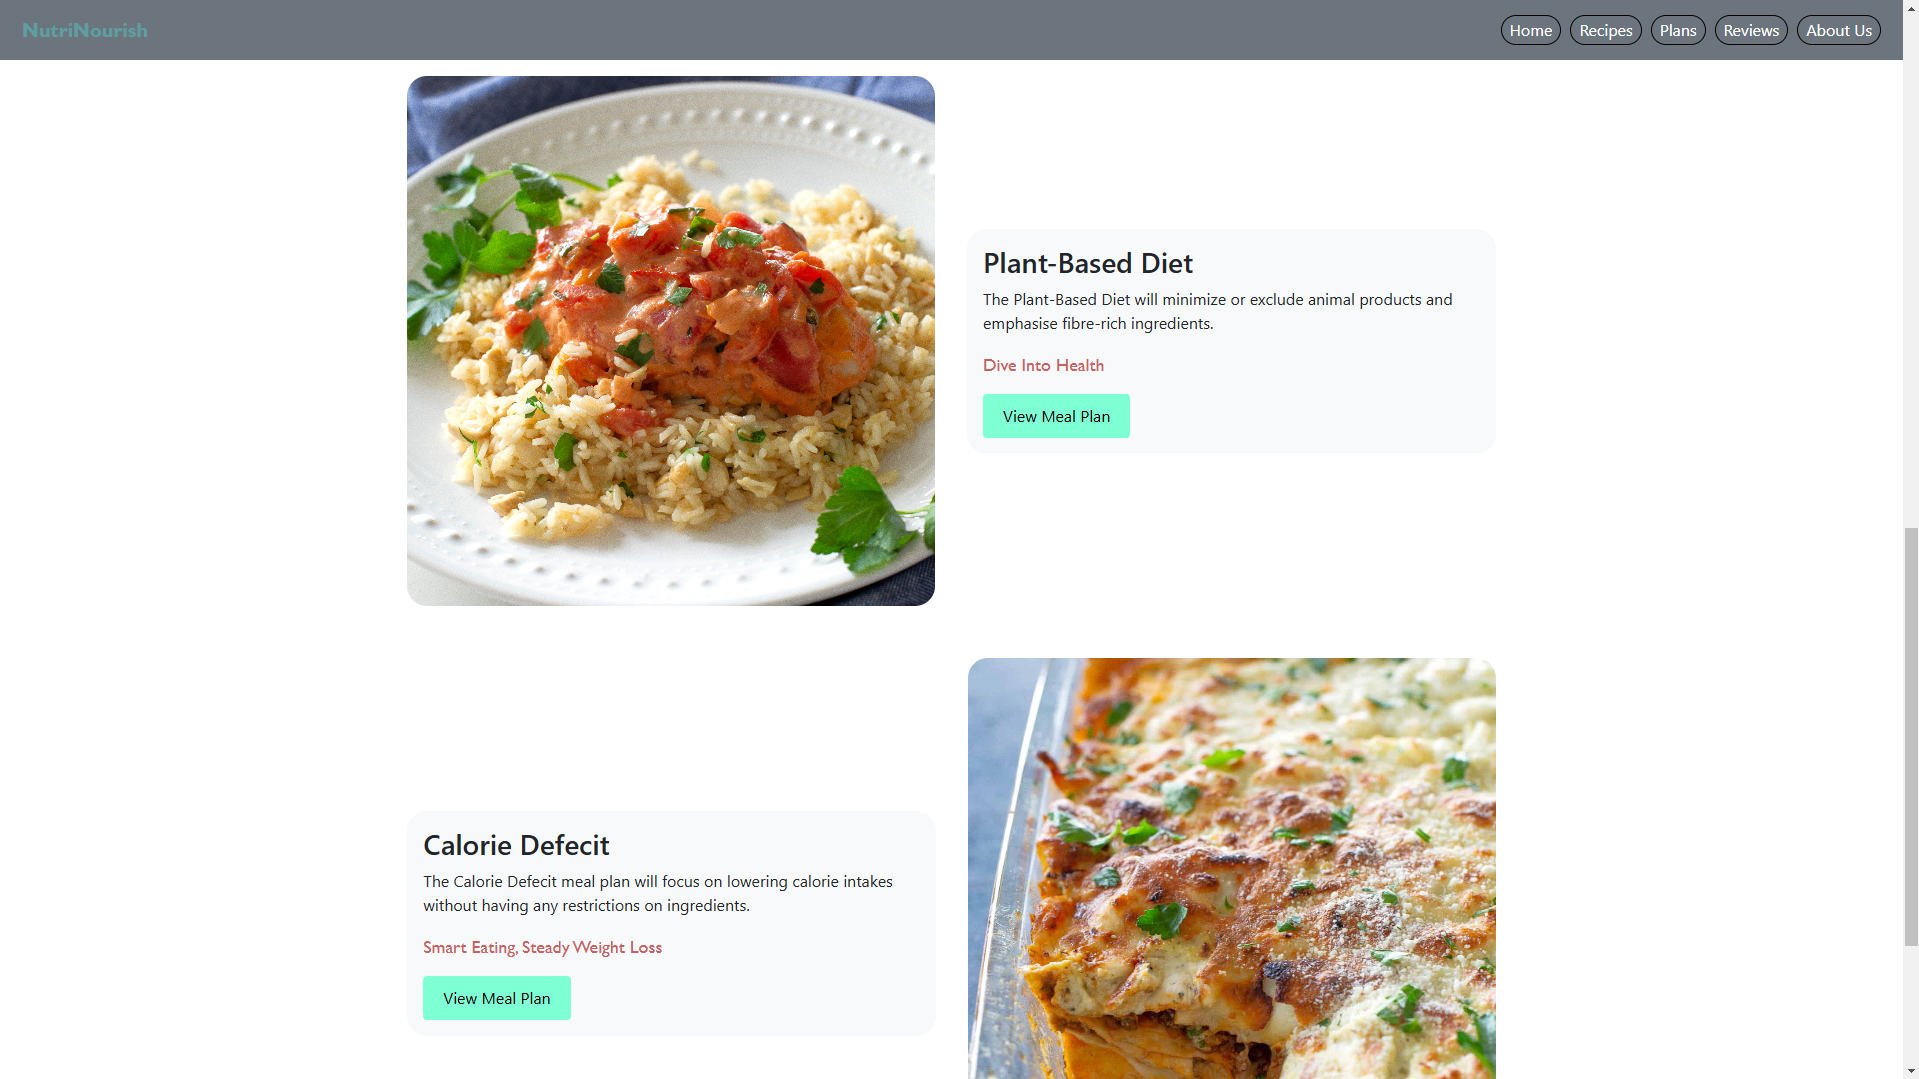 NutriNourish
Home Recipes Plans Reviews About Us
Plant-Based Diet
The Plant-Based Diet will minimize or exclude animal products and
emphasise fibre-rich ingredients.
Dive Into Health
View Meal Plan
Calorie Defecit
The Calorie Defecit meal plan will focus on lowering calorie intakes
without having any restrictions on ingredients.
Smart Eating, Steady Weight Loss
View Meal Plan